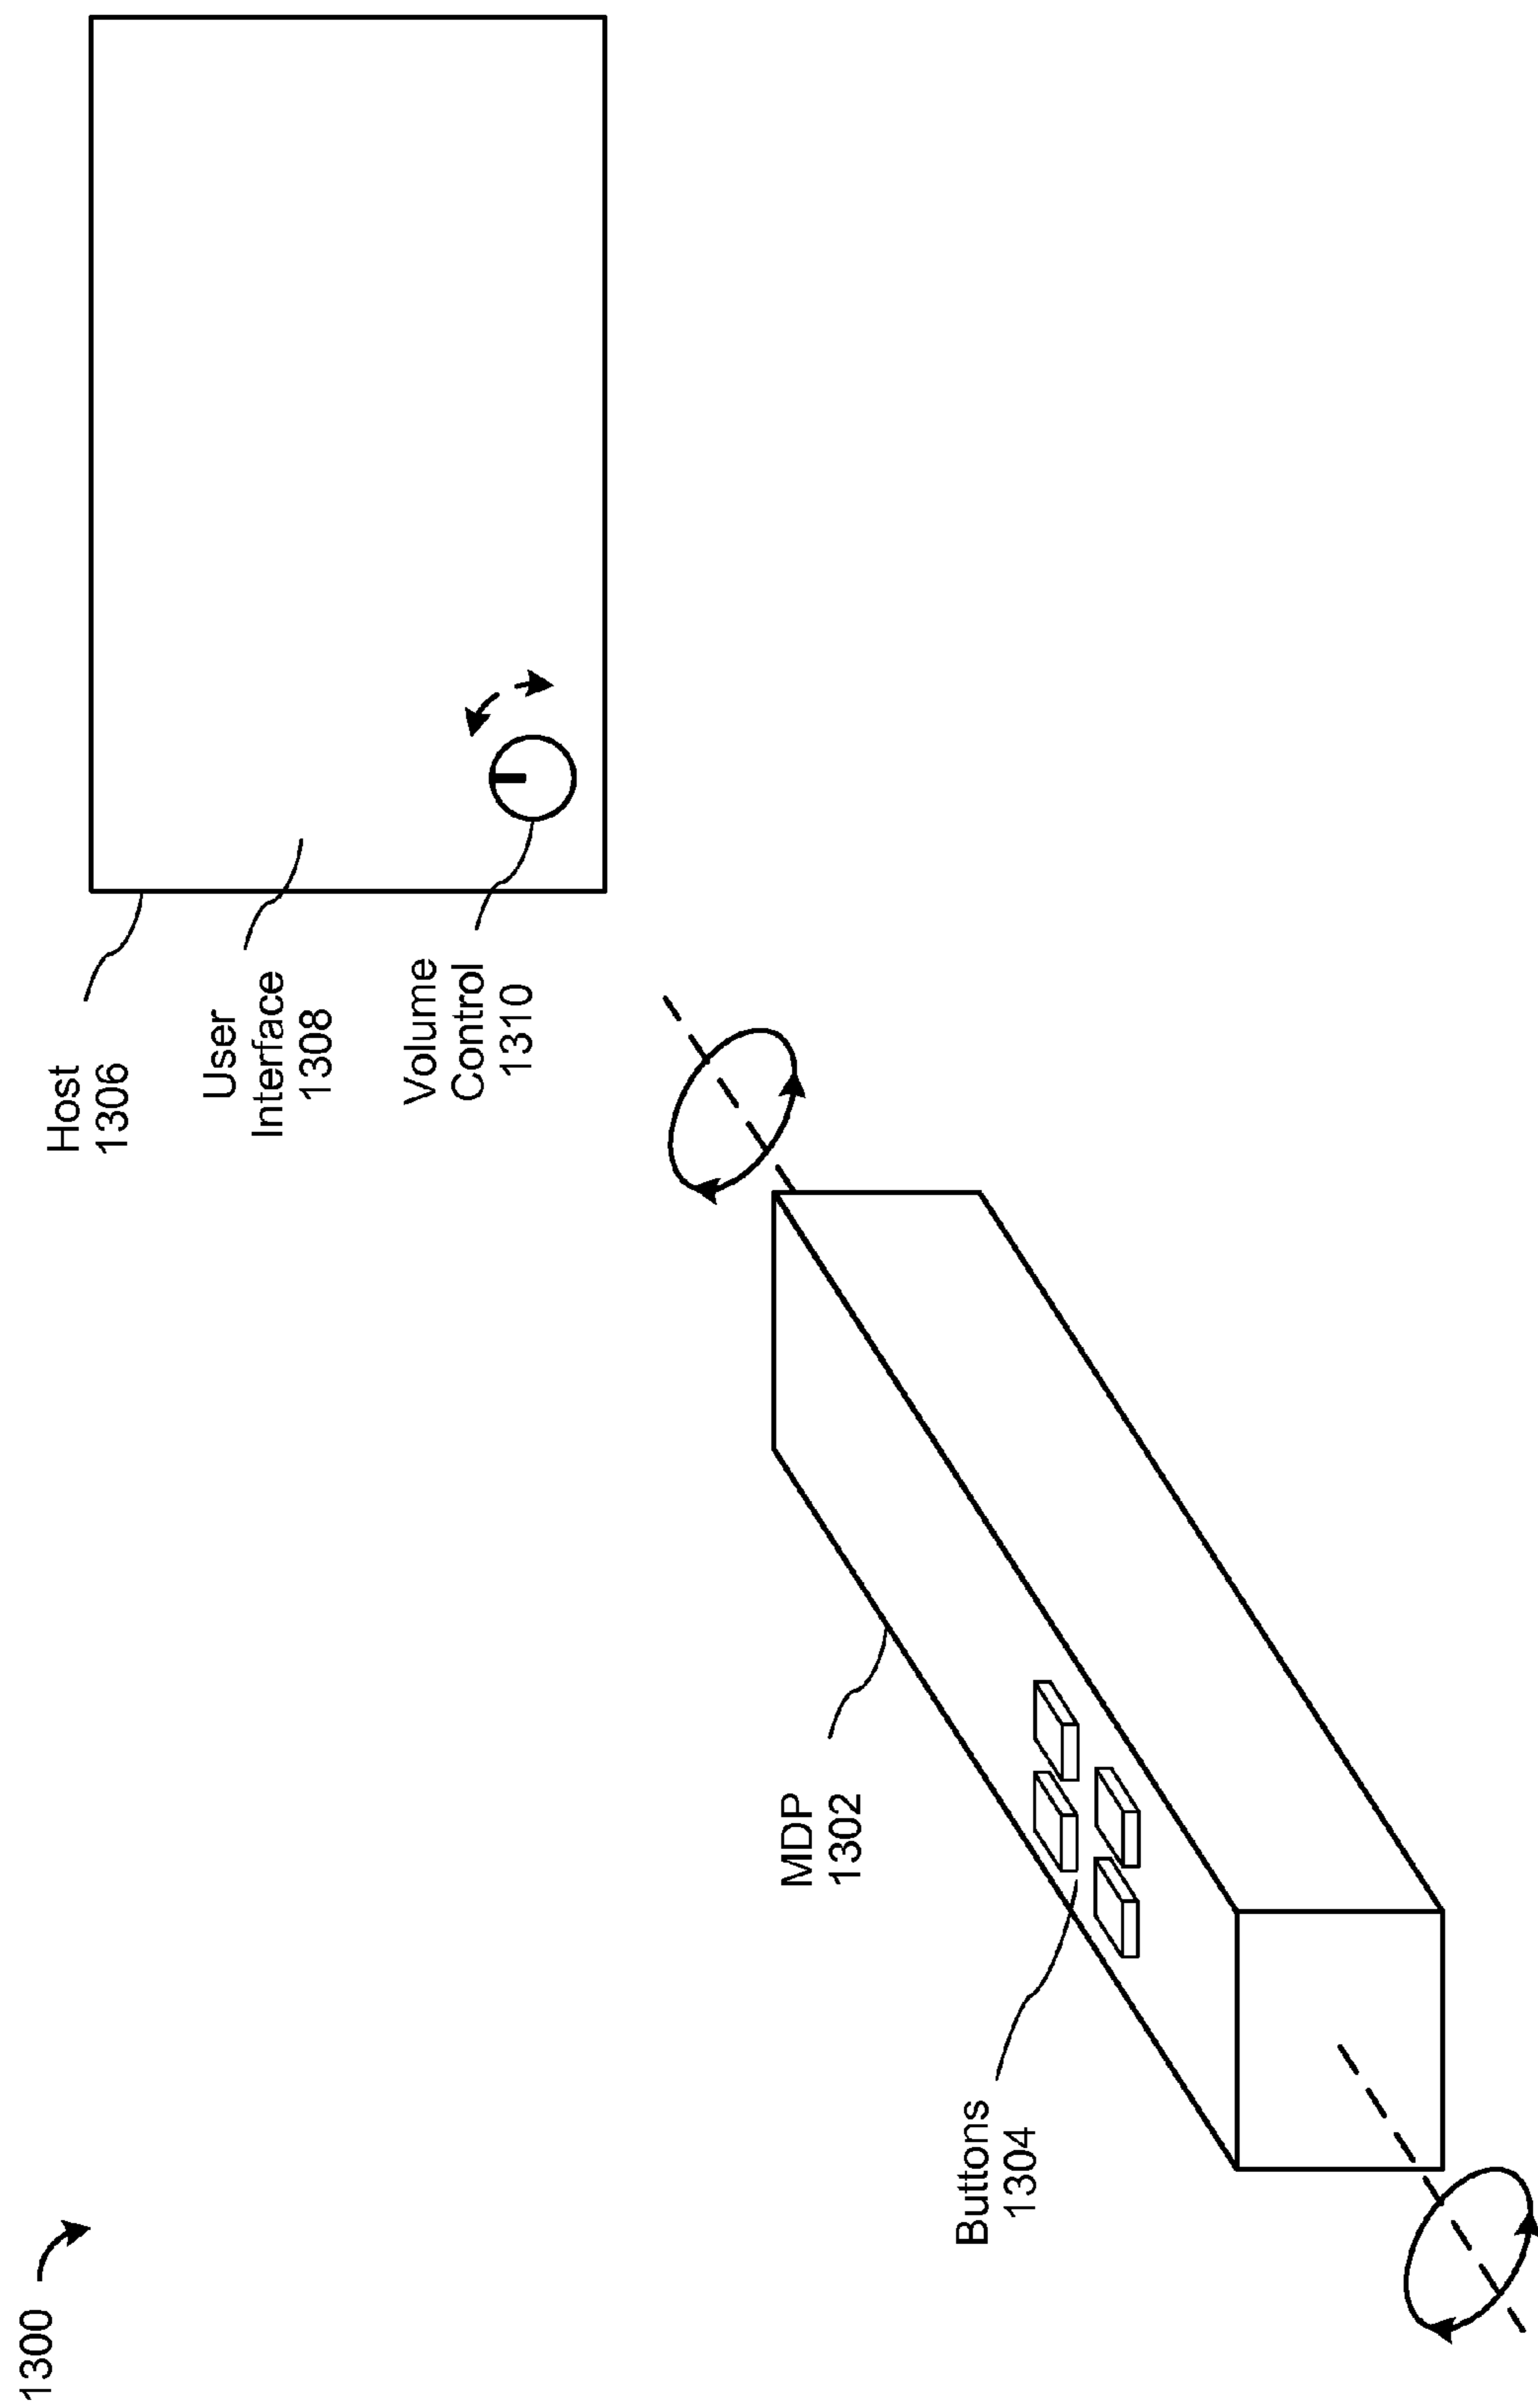 1300
Host
1306
User
Interface
1308
Volume
Control
1310
MDP
1302
Buttons
1304